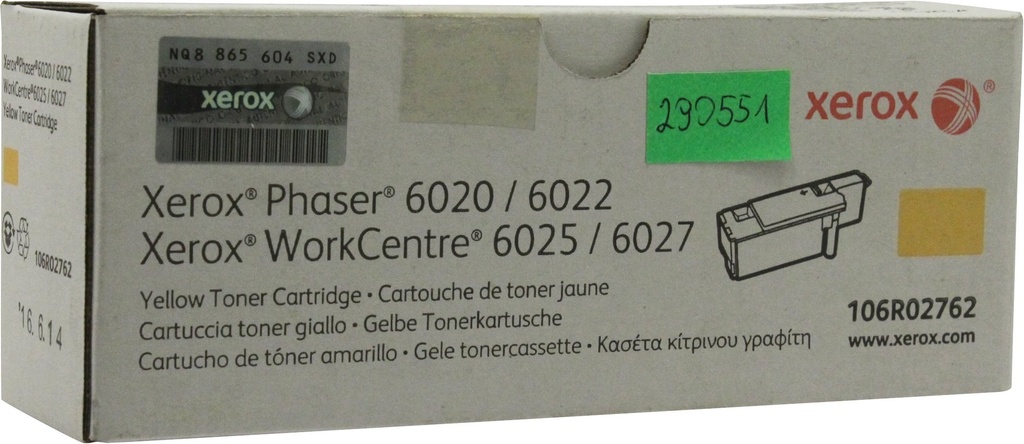 Xerox®Phaser®6020 / 6022
WorkCentre®6025 / 6027
Yellow Toner Cartridge
106R02762
'16. 6.14
NQ8 865 604 SXD
xerox
290551
xerox®
Xerox® Phaser® 6020 / 6022
Xerox® WorkCentre® 6025 / 6027
Yellow Toner Cartridge • Cartouche de toner jaune
Cartuccia toner giallo • Gelbe Tonerkartusche
Cartucho de tóner amarillo • Gele tonercassette • Κασέτα κίτρινου γραφίτη
106R02762
www.xerox.com